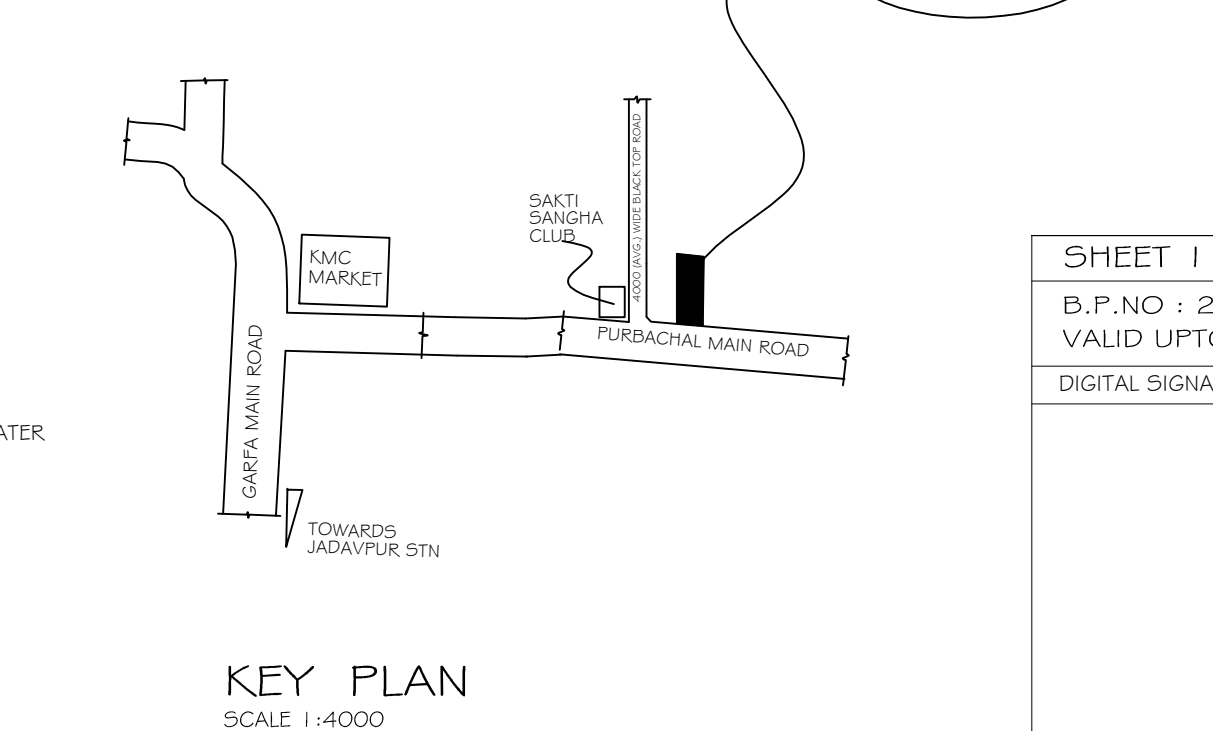 4000 (AVG.) WIDE BLACK TOP ROAD
SAKTI
SANGHA
CLUB
KMC
MARKET
PURBACHAL MAIN ROAD
GARFA MAIN ROAD
TOWARDS
JADAVPUR STN
KEY PLAN
SCALE 1:4000
ATER
SHEET 1
B.P.NO : 2
VALID UPTO
DIGITAL SIGNA